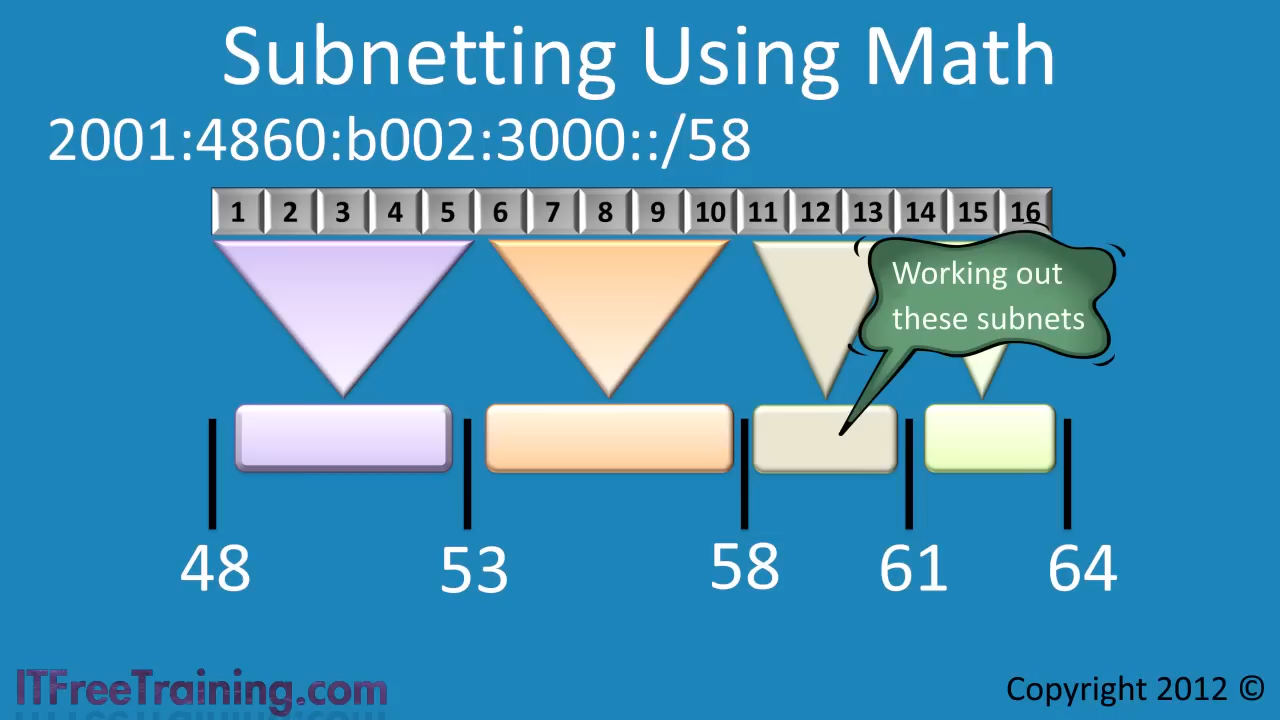 Subnetting Using Math
2001:4860:b002:3000::/58
1 2 3 4 5 6 7 8 9 10 11 12 13 14 15 16
Working out
these subnets
48 53 58 61 64
ITFreeTraining.com
Copyright 2012 ©